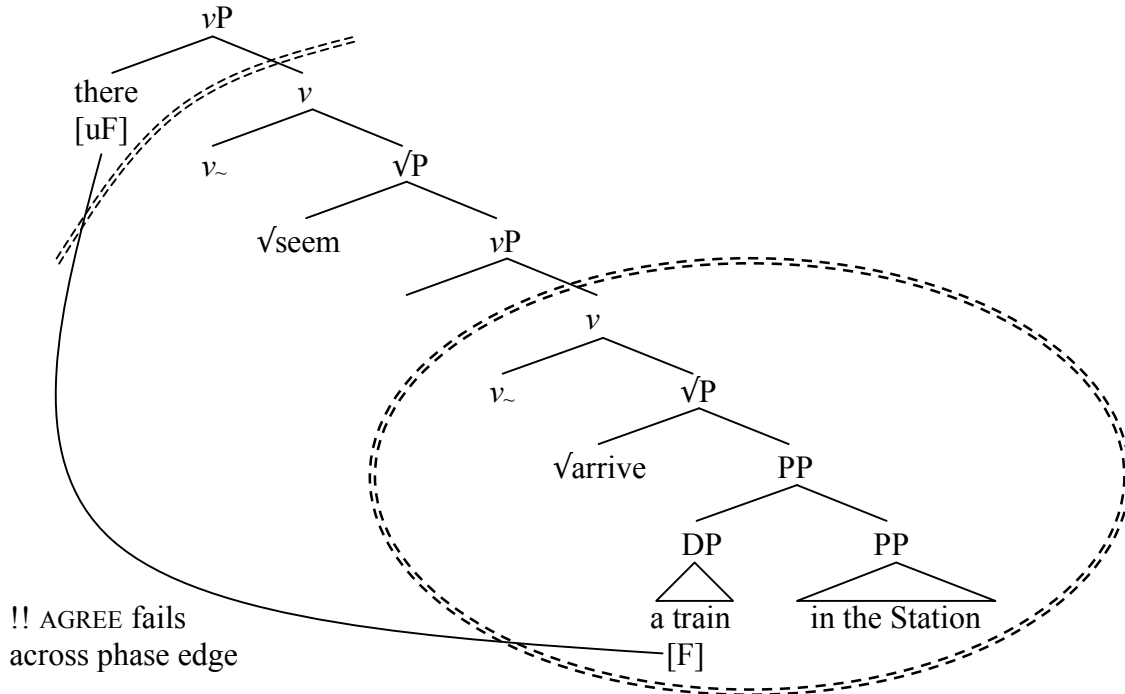 vP
there
[uF]
v
v~
√P
√seem
vP
v
v~
√P
√arrive
PP
DP
PP
a train
in the Station
[F]
!! AGREE fails
across phase edge